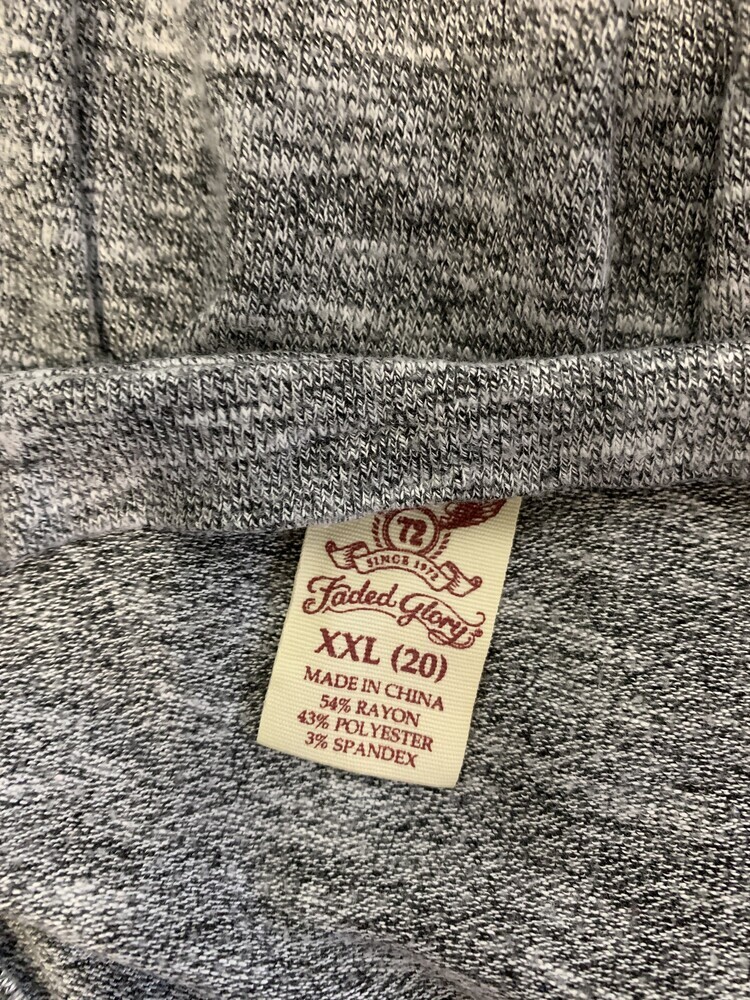 72
SINCE 1972
Faded Glory
XXL (20)
MADE IN CHINA
54% RAYON
43% POLYESTER
3% SPANDEX